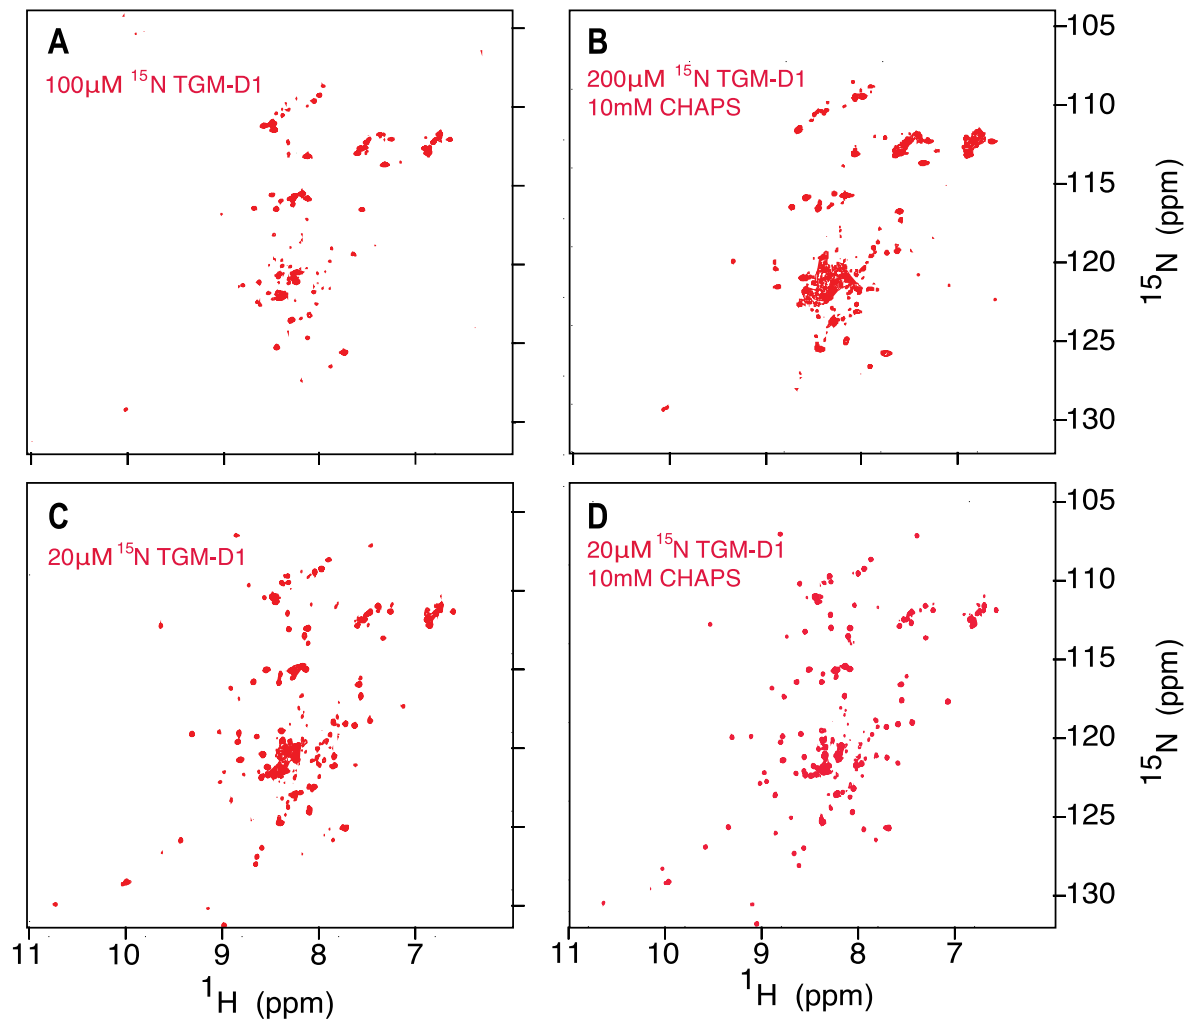 A
100µM ¹⁵N TGM-D1
B
200µM ¹⁵N TGM-D1
10mM CHAPS
105
110
115
120
125
130
¹⁵N (ppm)
C
20µM ¹⁵N TGM-D1
D
20µM ¹⁵N TGM-D1
10mM CHAPS
105
110
115
120
125
130
¹⁵N (ppm)
11 10 9 8 7
¹H (ppm)
11 10 9 8 7
¹H (ppm)